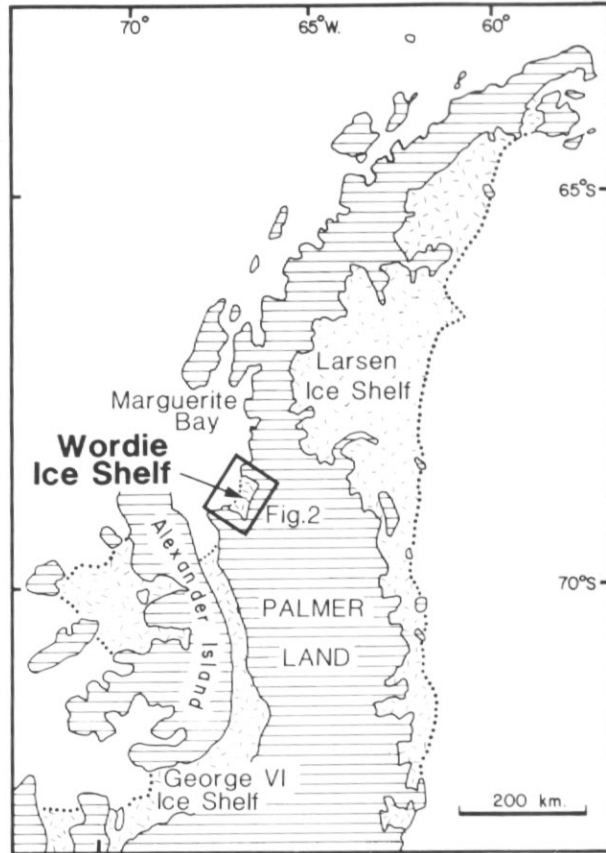 70°
65°W.
60°
65°S
Larsen
Ice Shelf
Marguerite
Bay
Wordie
Ice Shelf
Fig.2
Alexander Island
70°S
PALMER
LAND
George VI
Ice Shelf
200 km.